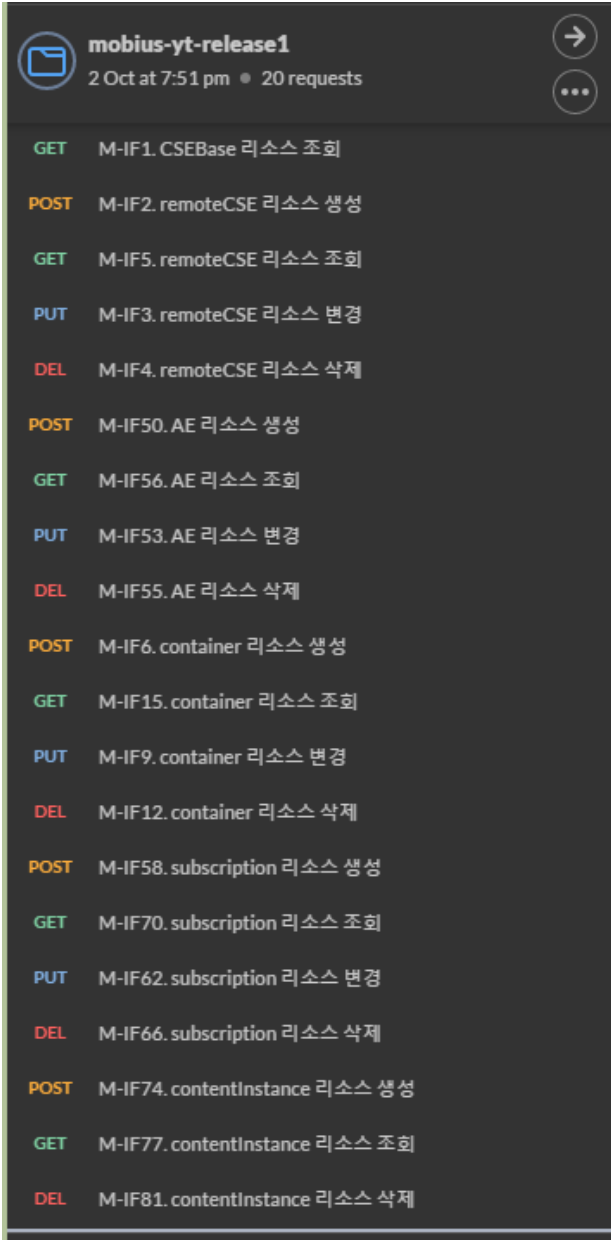 mobius-yt-release1
2 Oct at 7:51 pm ● 20 requests
GET M-IF1. CSEBase 리소스 조회
POST M-IF2. remoteCSE 리소스 생성
GET M-IF5. remoteCSE 리소스 조회
PUT M-IF3. remoteCSE 리소스 변경
DEL M-IF4. remoteCSE 리소스 삭제
POST M-IF50. AE 리소스 생성
GET M-IF56. AE 리소스 조회
PUT M-IF53. AE 리소스 변경
DEL M-IF55. AE 리소스 삭제
POST M-IF6. container 리소스 생성
GET M-IF15. container 리소스 조회
PUT M-IF9. container 리소스 변경
DEL M-IF12. container 리소스 삭제
POST M-IF58. subscription 리소스 생성
GET M-IF70. subscription 리소스 조회
PUT M-IF62. subscription 리소스 변경
DEL M-IF66. subscription 리소스 삭제
POST M-IF74. contentInstance 리소스 생성
GET M-IF77. contentInstance 리소스 조회
DEL M-IF81. contentInstance 리소스 삭제